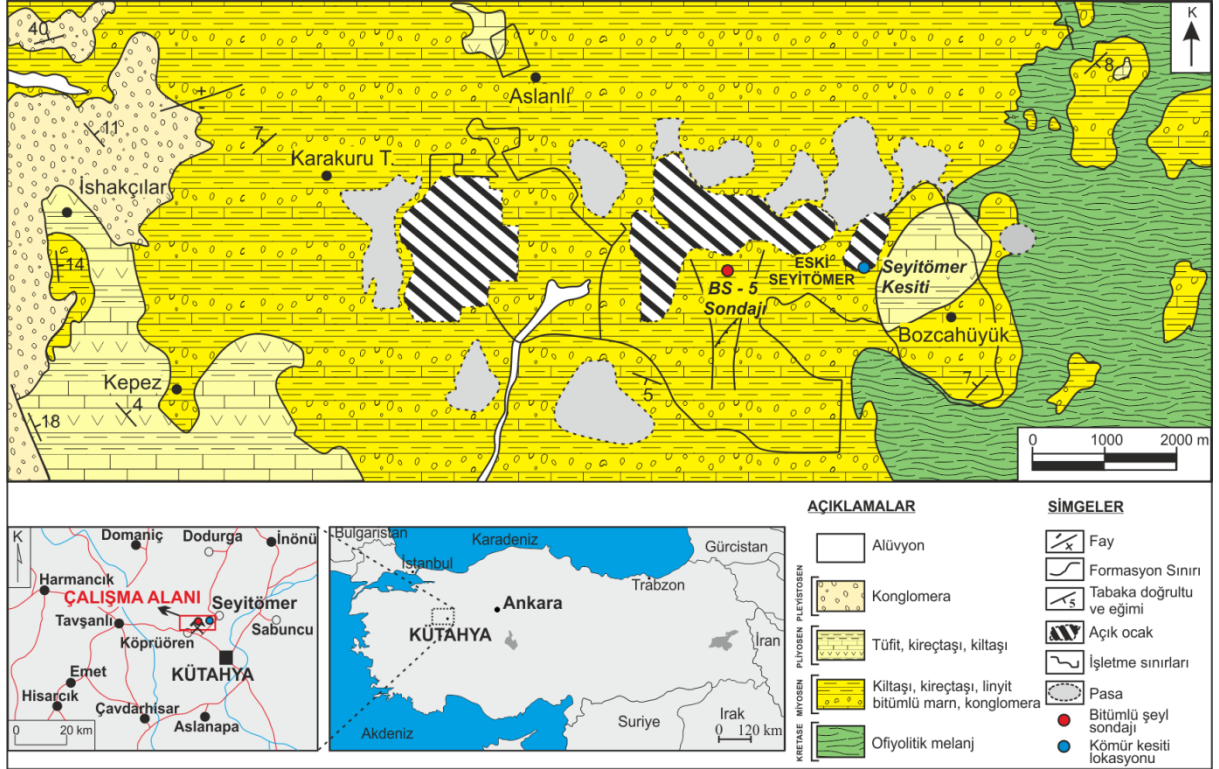 K
40
8
Aslanlı
+
-
11
7
Karakuru T.
İshakçılar
14
ESKİ
SEYİTÖMER
Seyitömer
Kesiti
BS - 5
Sondajı
Bozcahüyük
Kepez
4
5
7
18
0 1000 2000 m
K
Domaniç
Dodurga
İnönü
Harmancık
ÇALIŞMA ALANI
Seyitömer
Tavşanlı
Sabuncu
Köprüören
KÜTAHYA
Emet
Hisarcık
Çavdarhisar
Aslanapa
0 20 km
Bulgaristan
Karadeniz
Gürcistan
İstanbul
Trabzon
Ankara
KÜTAHYA
İran
Suriye
Irak
Akdeniz
0 120 km
AÇIKLAMALAR
Alüvyon
PLEYİSTOSEN
Konglomera
PLİYOSEN
Tüfit, kireçtaşı, kiltaşı
MİYOSEN
Kiltaşı, kireçtaşı, linyit
bitümlü marn, konglomera
KRETASE
Ofiyolitik melanj
SİMGELER
Fay
Formasyon Sınırı
5
Tabaka doğrultu
ve eğimi
Açık ocak
İşletme sınırları
Pasa
Bitümlü şeyl
sondajı
Kömür kesiti
lokasyonu